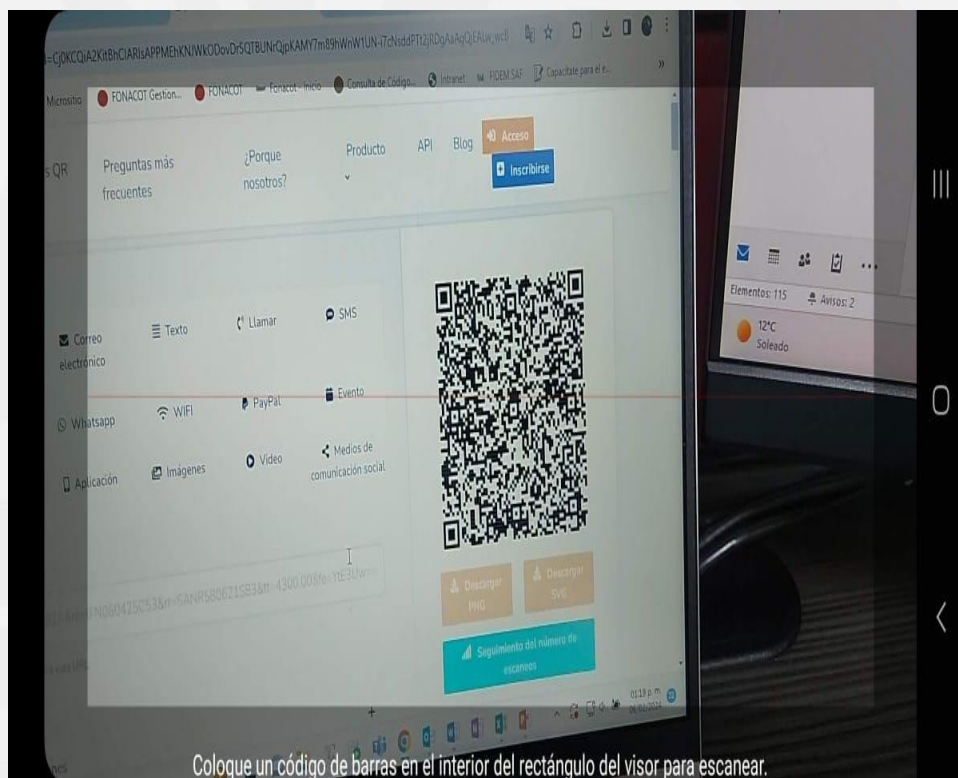 FONACOT Gestion...
FONACOT
Fonacot - Inicio
Consulta de Código...
Intranet
FIDEM SAF
Capacítate para el e...
Micrositio
s QR
Preguntas más
frecuentes
¿Porque
nosotros?
Producto
API
Blog
Acceso
Inscribirse
Correo
electrónico
Texto
Llamar
SMS
Whatsapp
WIFI
PayPal
Evento
Aplicación
Imágenes
Video
Medios de
comunicación social
Descargar
PNG
Descargar
SVG
Seguimiento del número de
escaneos
Elementos: 115
Avisos: 2
12°C
Soleado
01:19 p. m.
Coloque un código de barras en el interior del rectángulo del visor para escanear.